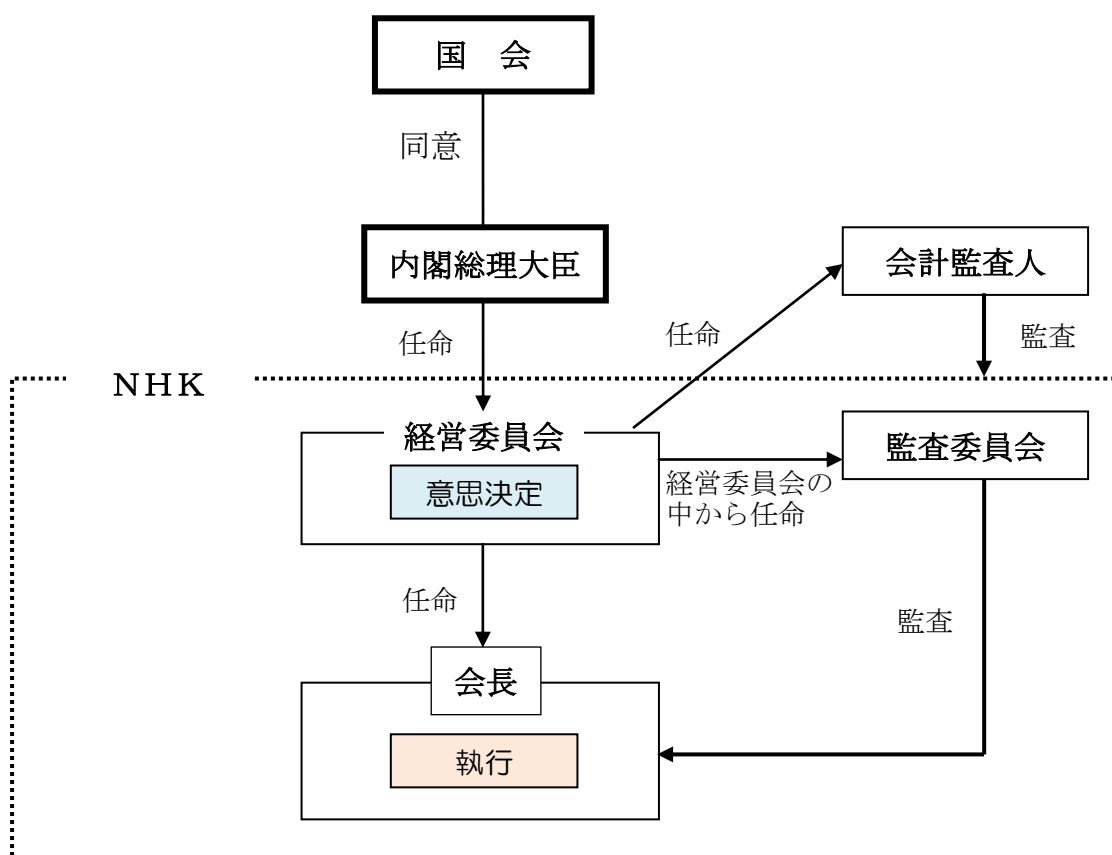 国　会
同意
内閣総理大臣
会計監査人
任命
任命
監査
NHK
経営委員会
監査委員会
意思決定
経営委員会の
中から任命
任命
監査
会長
執行